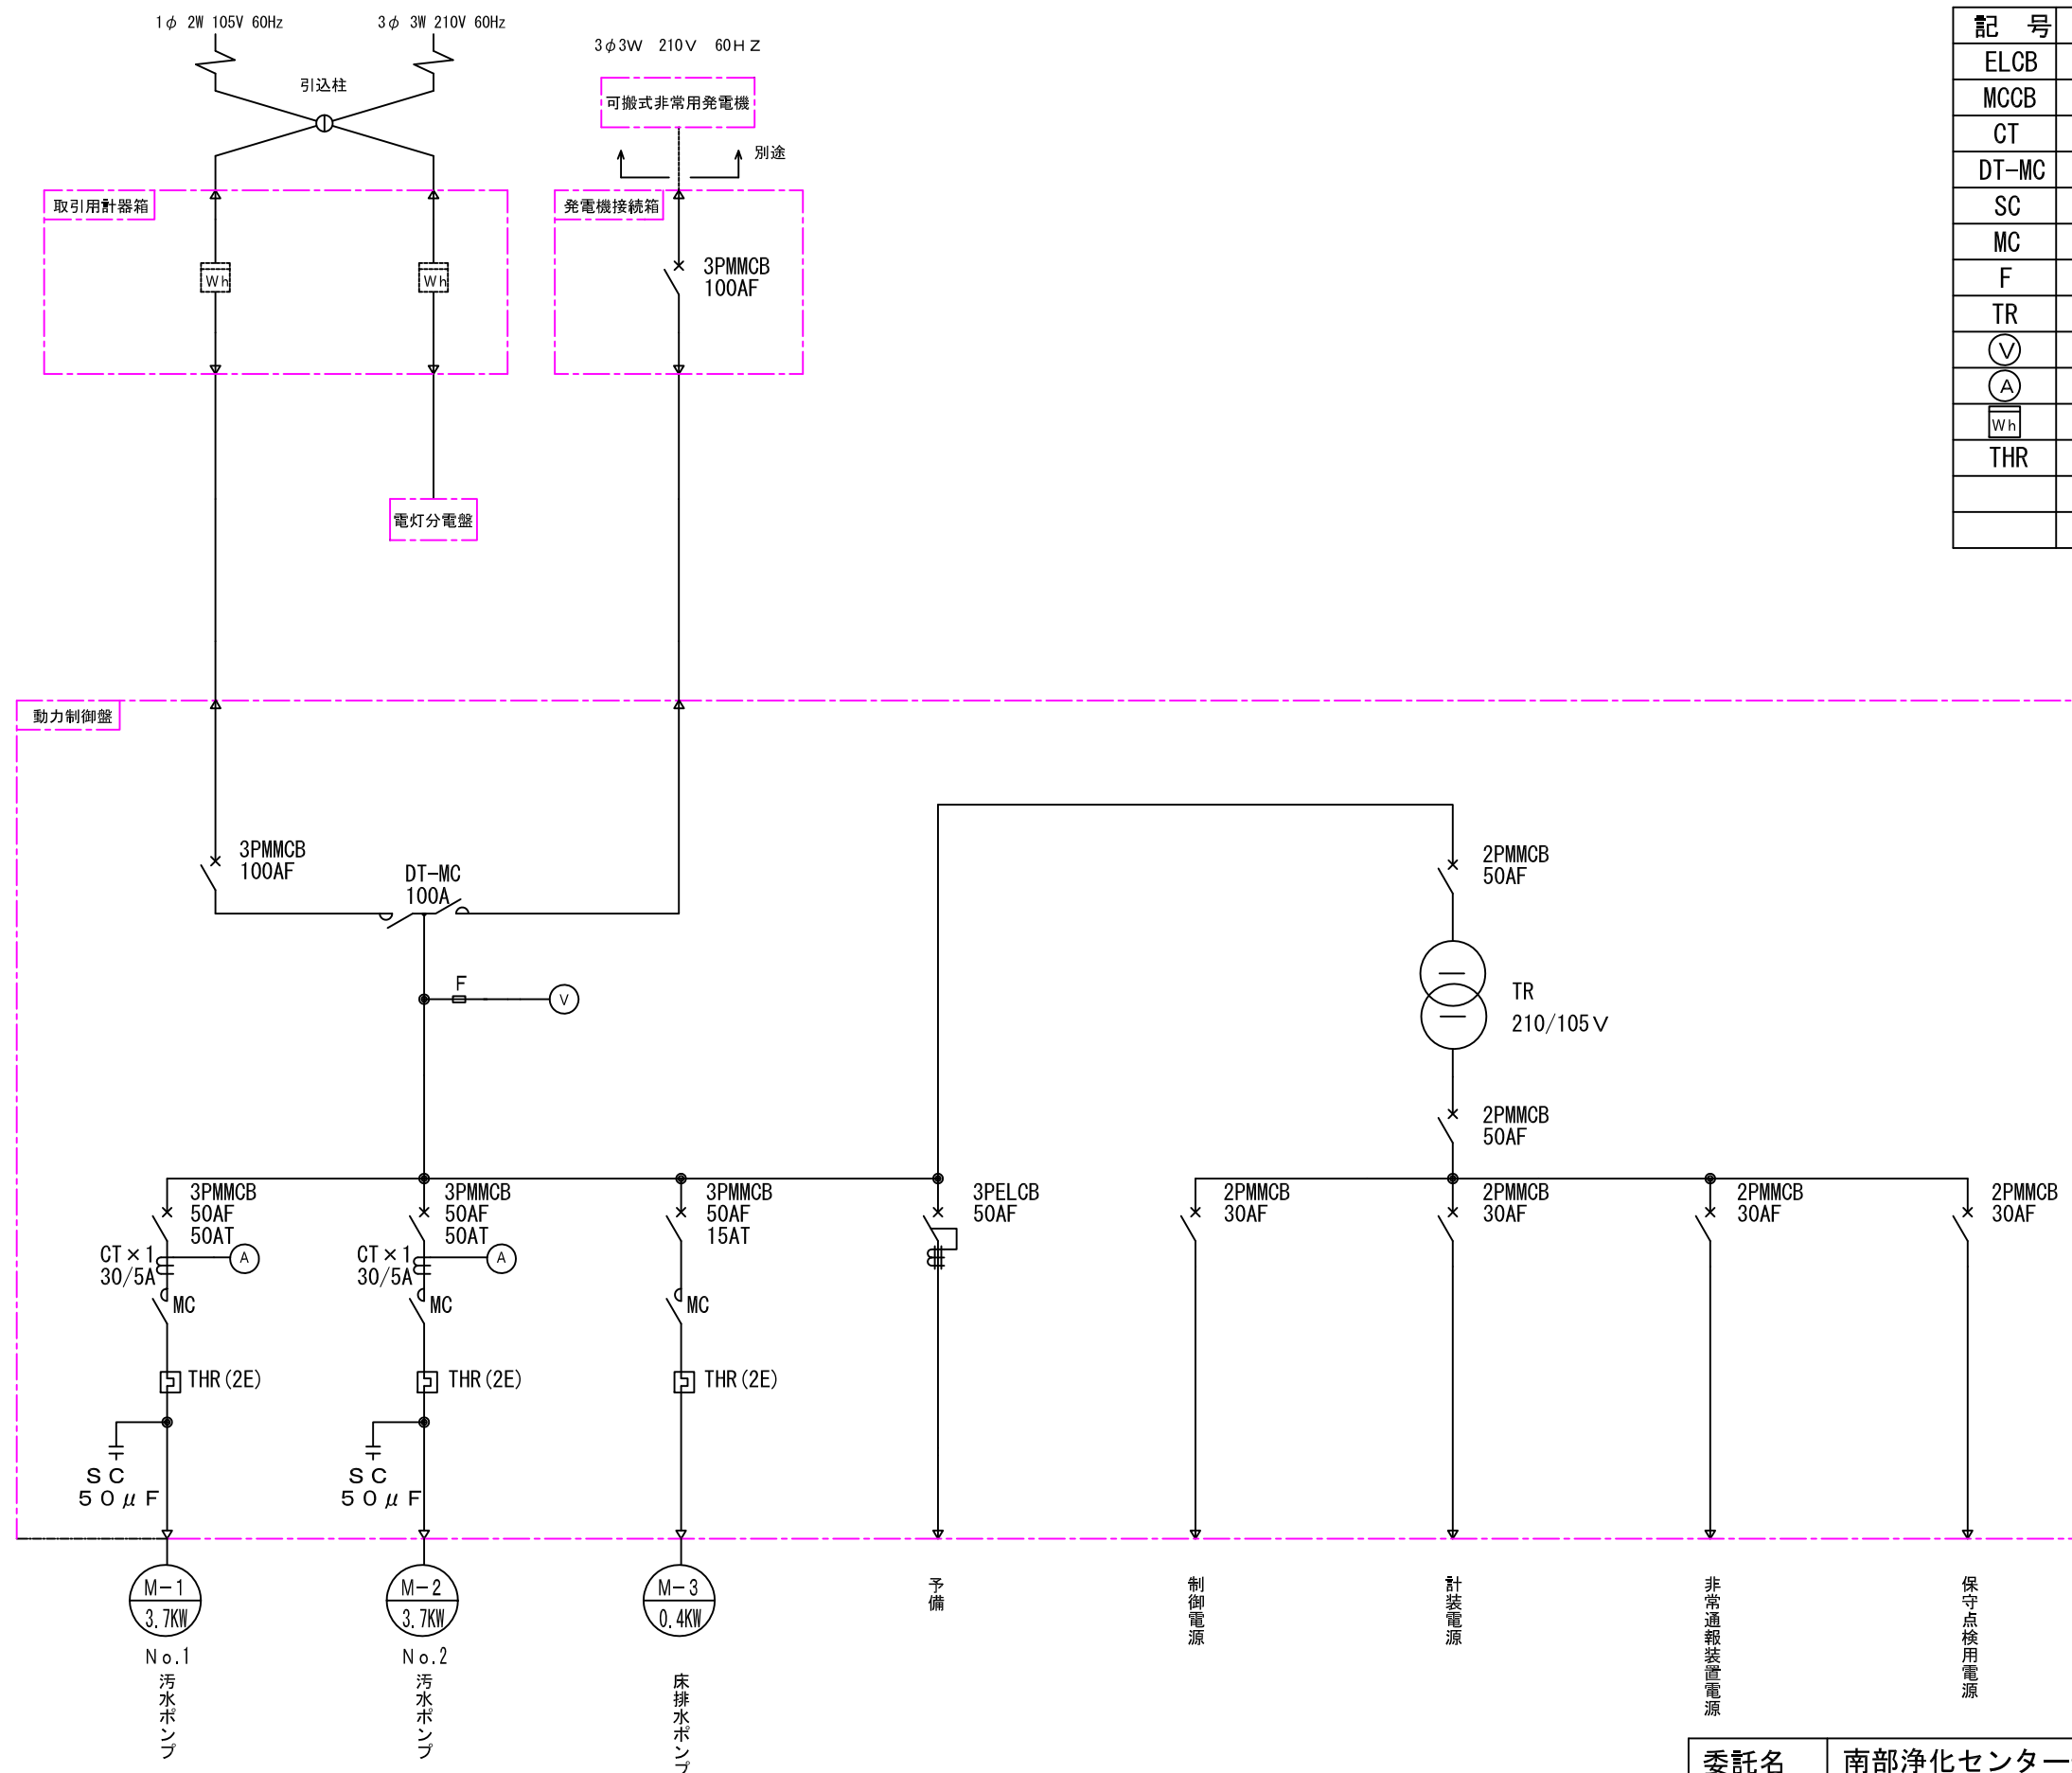 1φ 2W 105V 60Hz
3φ 3W 210V 60Hz
3φ3W 210V 60HZ
引込柱
可搬式非常用発電機
別途
取引用計器箱
発電機接続箱
Wh
Wh
3PMMCB
100AF
電灯分電盤
記 号
ELCB
MCCB
CT
DT-MC
SC
MC
F
TR
V
A
Wh
THR
動力制御盤
3PMMCB
100AF
DT-MC
100A
F
V
2PMMCB
50AF
TR
210/105V
2PMMCB
50AF
3PMMCB
50AF
50AT
CT×1
30/5A
A
MC
THR(2E)
SC
50μF
3PMMCB
50AF
50AT
CT×1
30/5A
A
MC
THR(2E)
SC
50μF
3PMMCB
50AF
15AT
MC
THR(2E)
3PELCB
50AF
2PMMCB
30AF
2PMMCB
30AF
2PMMCB
30AF
2PMMCB
30AF
M-1
3.7KW
No.1
汚水ポンプ
M-2
3.7KW
No.2
汚水ポンプ
M-3
0.4KW
床排水ポンプ
予備
制御電源
計装電源
非常通報装置電源
保守点検用電源
委託名
南部浄化センター